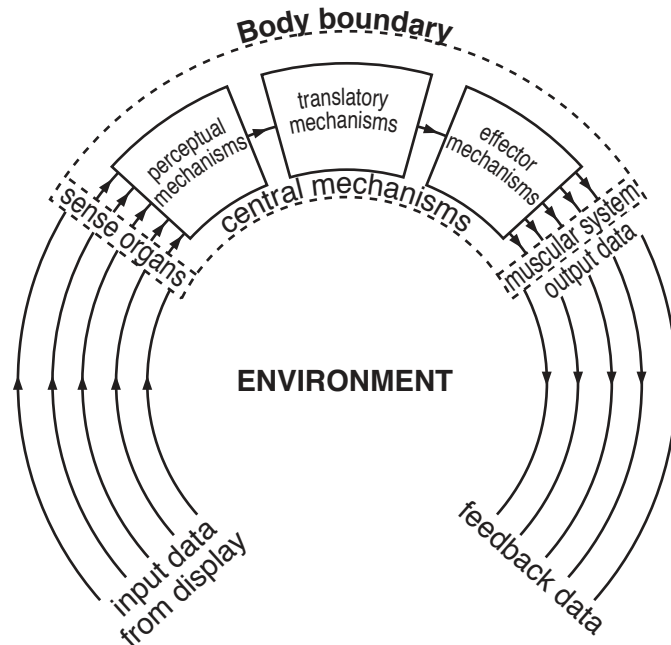 Body boundary
perceptual
mechanisms
translatory
mechanisms
effector
mechanisms
central mechanisms
sense organs
muscular system
output data
ENVIRONMENT
input data
from display
feedback data